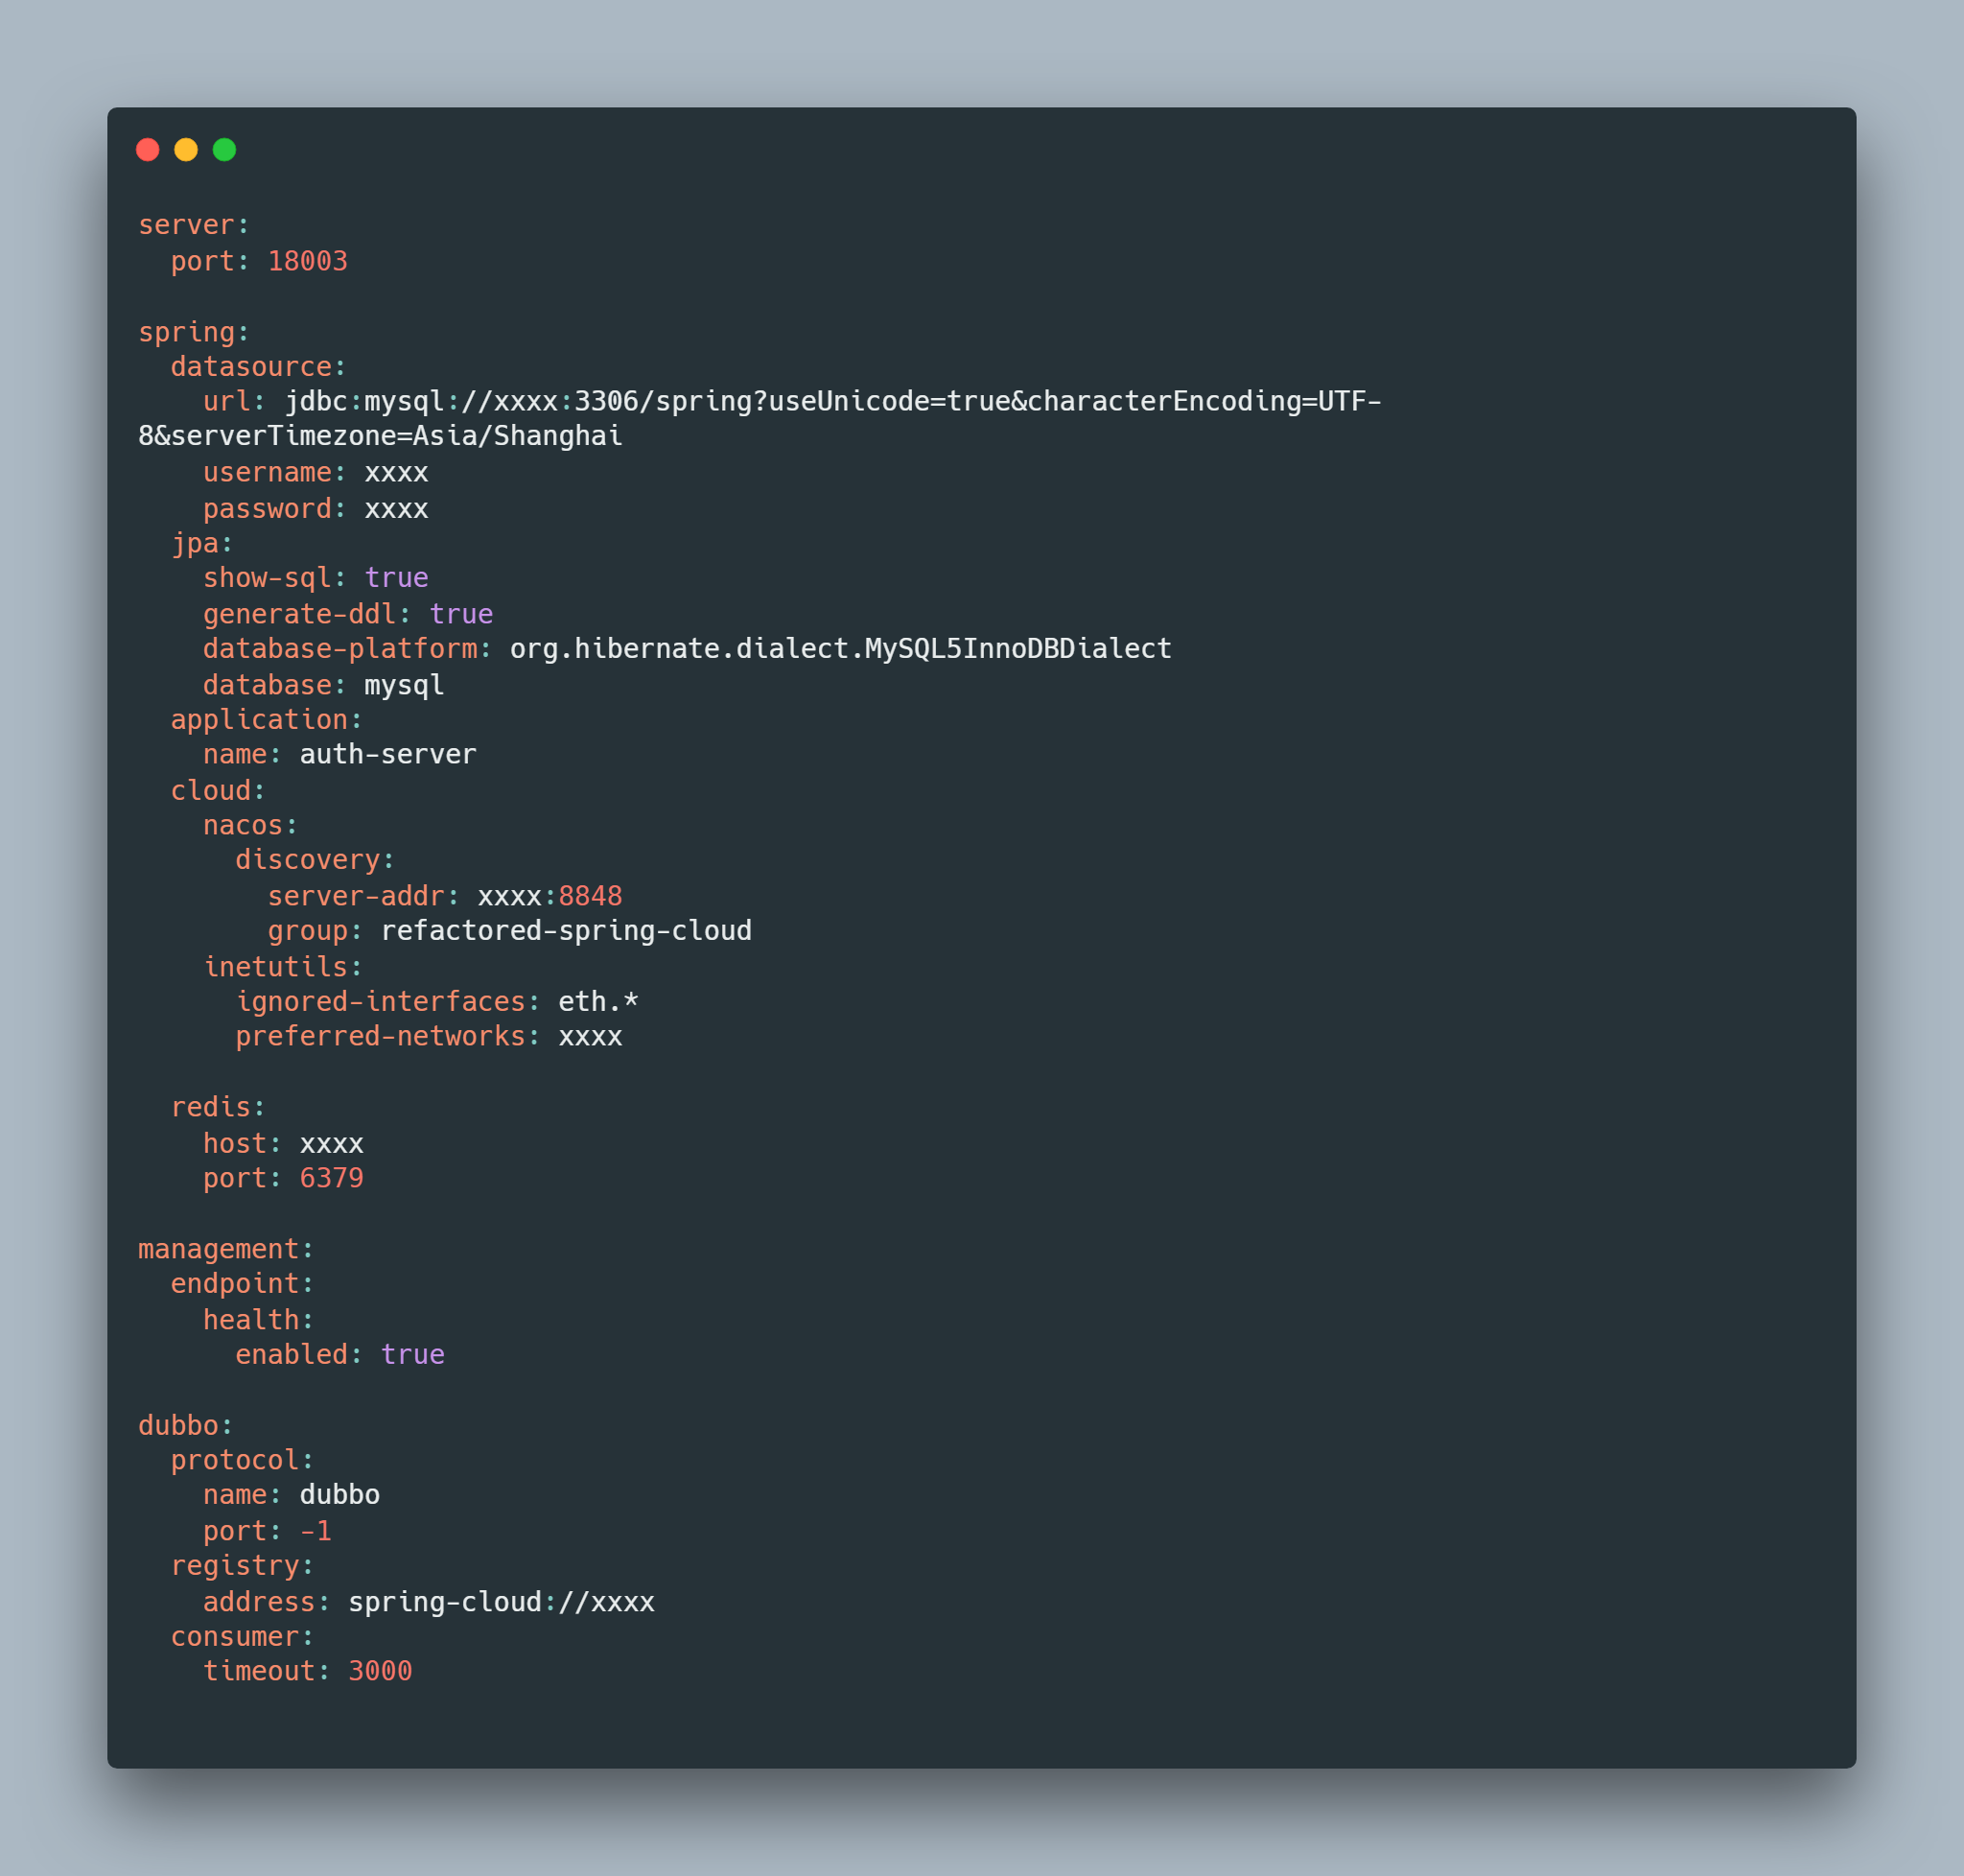 server:
  port: 18003

spring:
  datasource:
    url: jdbc:mysql://xxxx:3306/spring?useUnicode=true&characterEncoding=UTF-
8&serverTimezone=Asia/Shanghai
    username: xxxx
    password: xxxx
  jpa:
    show-sql: true
    generate-ddl: true
    database-platform: org.hibernate.dialect.MySQL5InnoDBDialect
    database: mysql
  application:
    name: auth-server
  cloud:
    nacos:
      discovery:
        server-addr: xxxx:8848
        group: refactored-spring-cloud
    inetutils:
      ignored-interfaces: eth.*
      preferred-networks: xxxx

  redis:
    host: xxxx
    port: 6379

management:
  endpoint:
    health:
      enabled: true

dubbo:
  protocol:
    name: dubbo
    port: -1
  registry:
    address: spring-cloud://xxxx
  consumer:
    timeout: 3000